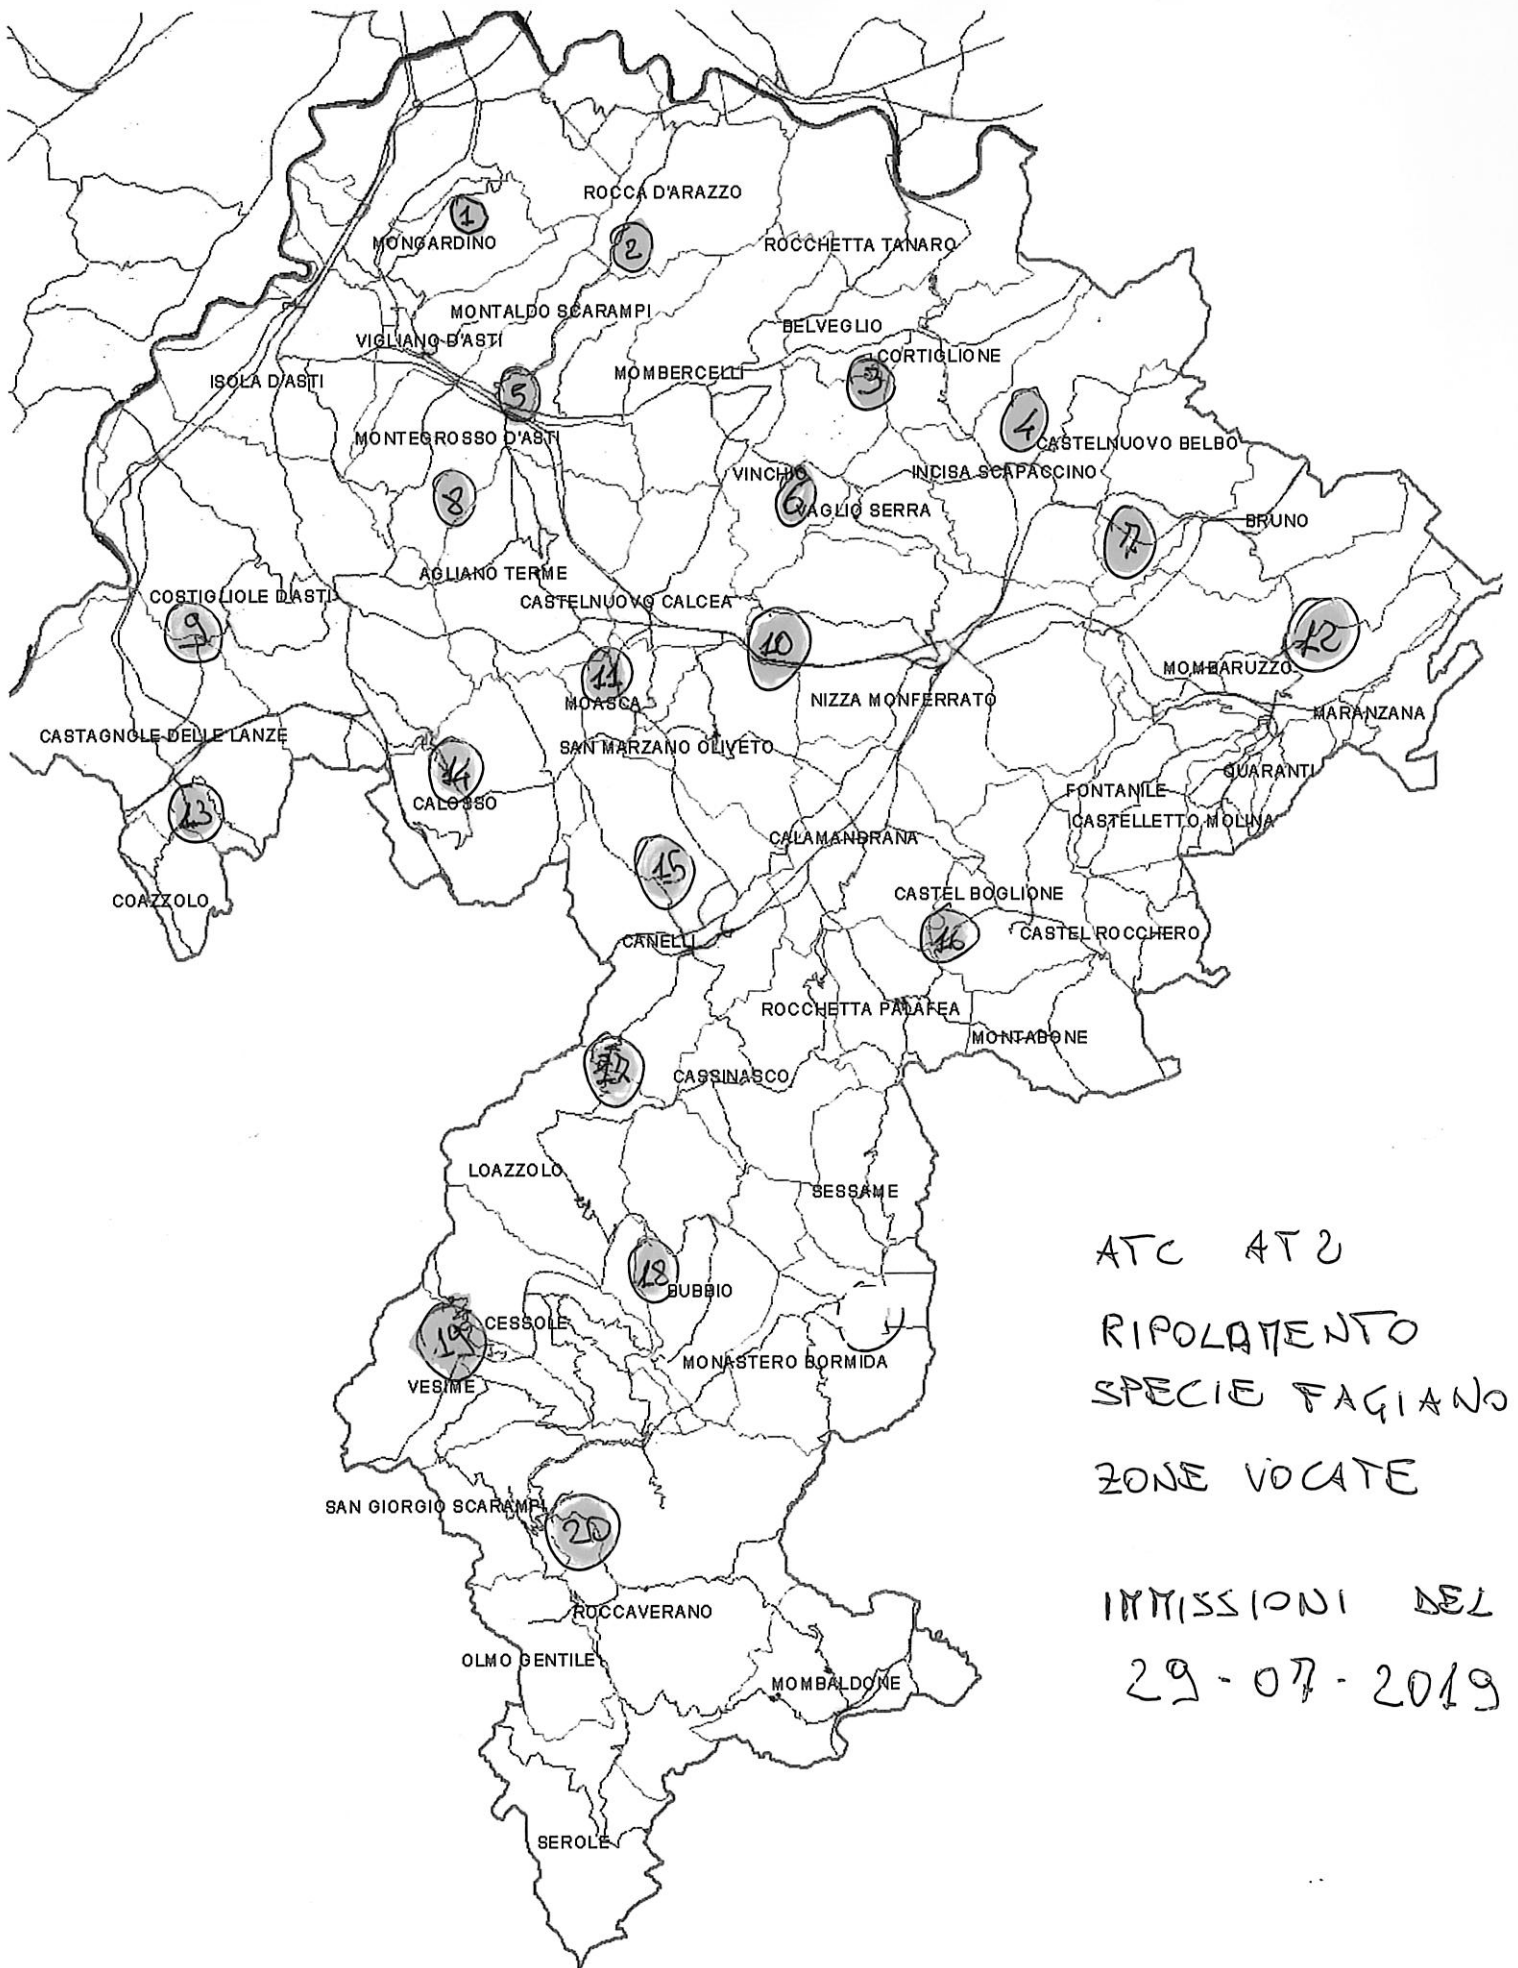 ROCCA D'ARAZZO
1
2
MONGARDINO
ROCCHETTA TANARO
MONTALDO SCARAMPI
BELVEGLIO
VIGLIANO D'ASTI
CORTIGLIONE
MOMBERCELLI
ISOLA D'ASTI
3
5
4
MONTEGROSSO D'ASTI
CASTELNUOVO BELBO
VINCHIO
INCISA SCAPACCINO
8
6
VAGLIO SERRA
BRUNO
7
AGLIANO TERME
COSTIGLIOLE D'ASTI
CASTELNUOVO CALCEA
9
10
12
11
MOMBARUZZO
MOASCA
NIZZA MONFERRATO
MARANZANA
CASTAGNOLE DELLE LANZE
SAN MARZANO OLIVETO
14
QUARANTI
FONTANILE
CALOSSO
13
CASTELLETTO MOLINA
CALAMANDRANA
15
CASTEL BOGLIONE
COAZZOLO
16
CASTEL ROCCHERO
CANELLI
ROCCHETTA PALAFEA
MONTABONE
17
CASSINASCO
LOAZZOLO
SESSAME
18
BUBBIO
CESSOLE
19
MONASTERO BORMIDA
VESIME
SAN GIORGIO SCARAMPI
20
ROCCAVERANO
OLMO GENTILE
MOMBALDONE
SEROLE
ATC AT2
RIPOLAMENTO
SPECIE FAGIANO
ZONE VOCATE
IMMISSIONI DEL
29-07-2019